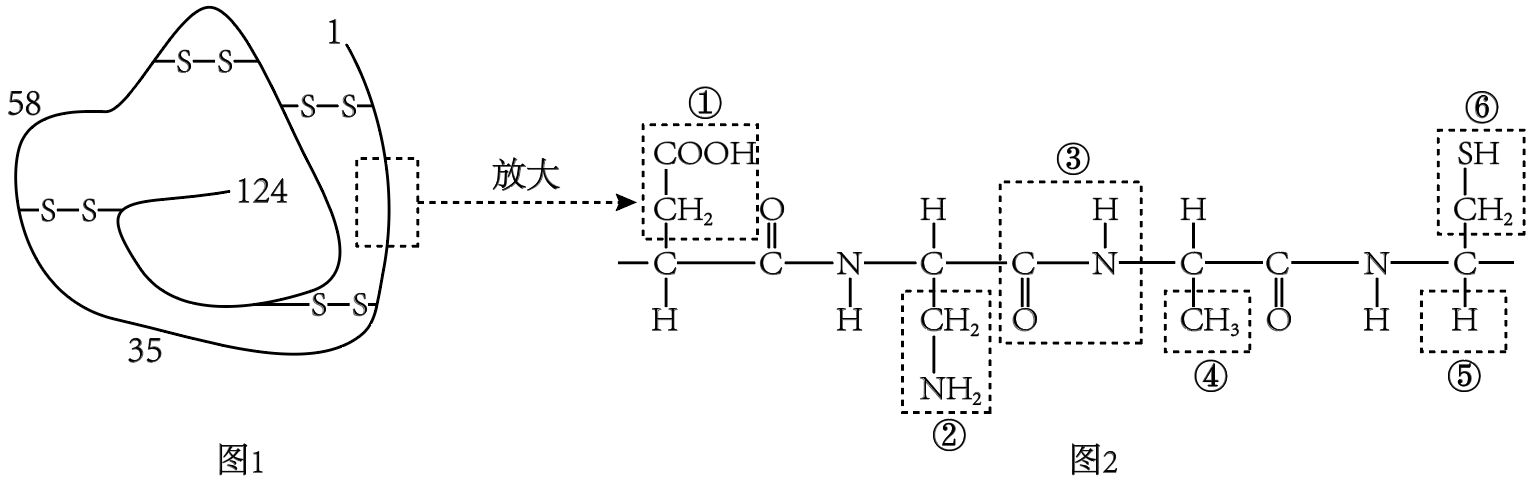 1
S S
58
S S
①
⑥
COOH
③
SH
放大
124
S S
CH₂
O
H
H
H
CH₂
C C N C C N C C N C
S S
H
H
CH₂
O
CH₃
O
H
H
35
④
⑤
NH₂
②
图1
图2